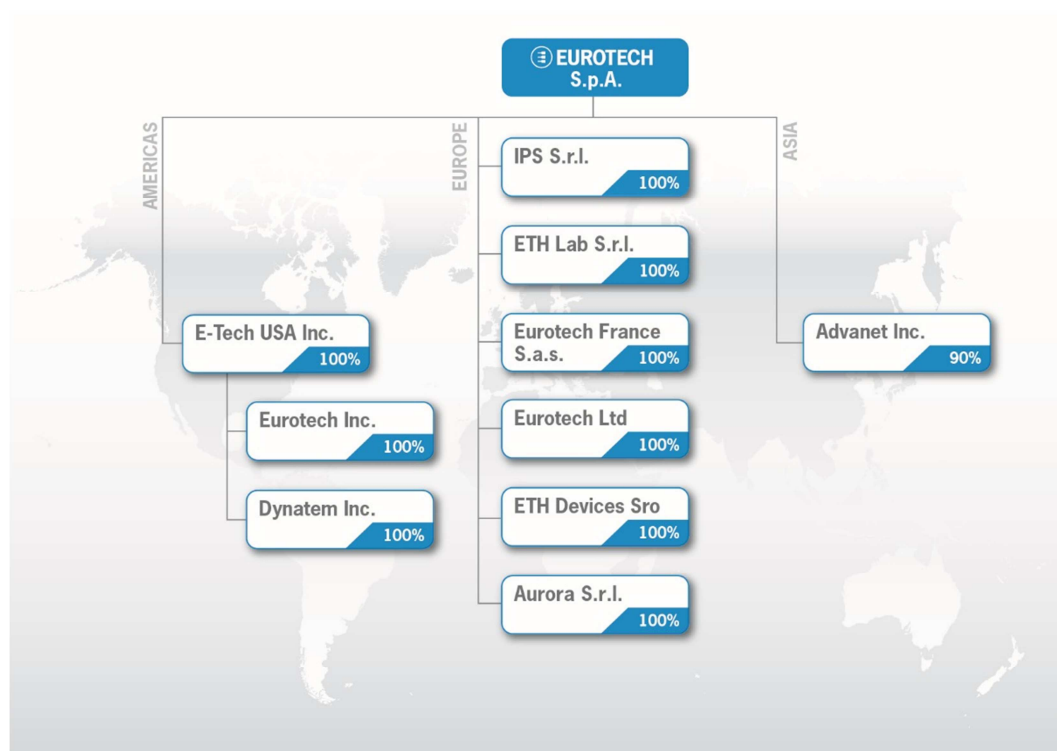 EUROTECH
S.p.A.
AMERICAS
EUROPE
ASIA
IPS S.r.l.
100%
ETH Lab S.r.l.
100%
E-Tech USA Inc.
100%
Eurotech France
S.a.s.
100%
Advanet Inc.
90%
Eurotech Inc.
100%
Eurotech Ltd
100%
Dynatem Inc.
100%
ETH Devices Sro
100%
Aurora S.r.l.
100%